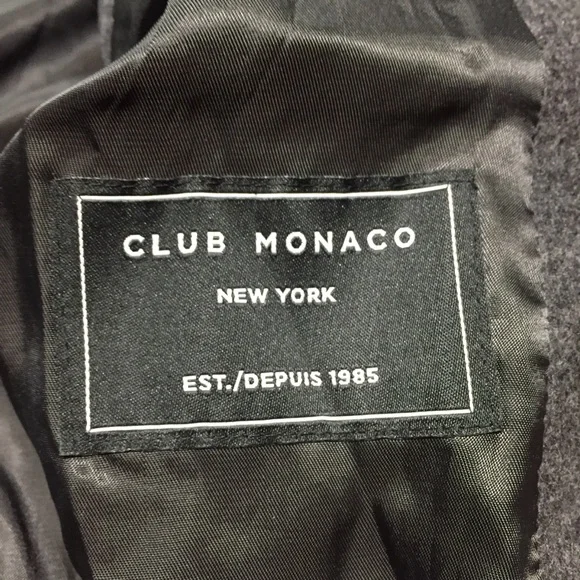 CLUB MONACO
NEW YORK
EST./DEPUIS 1985